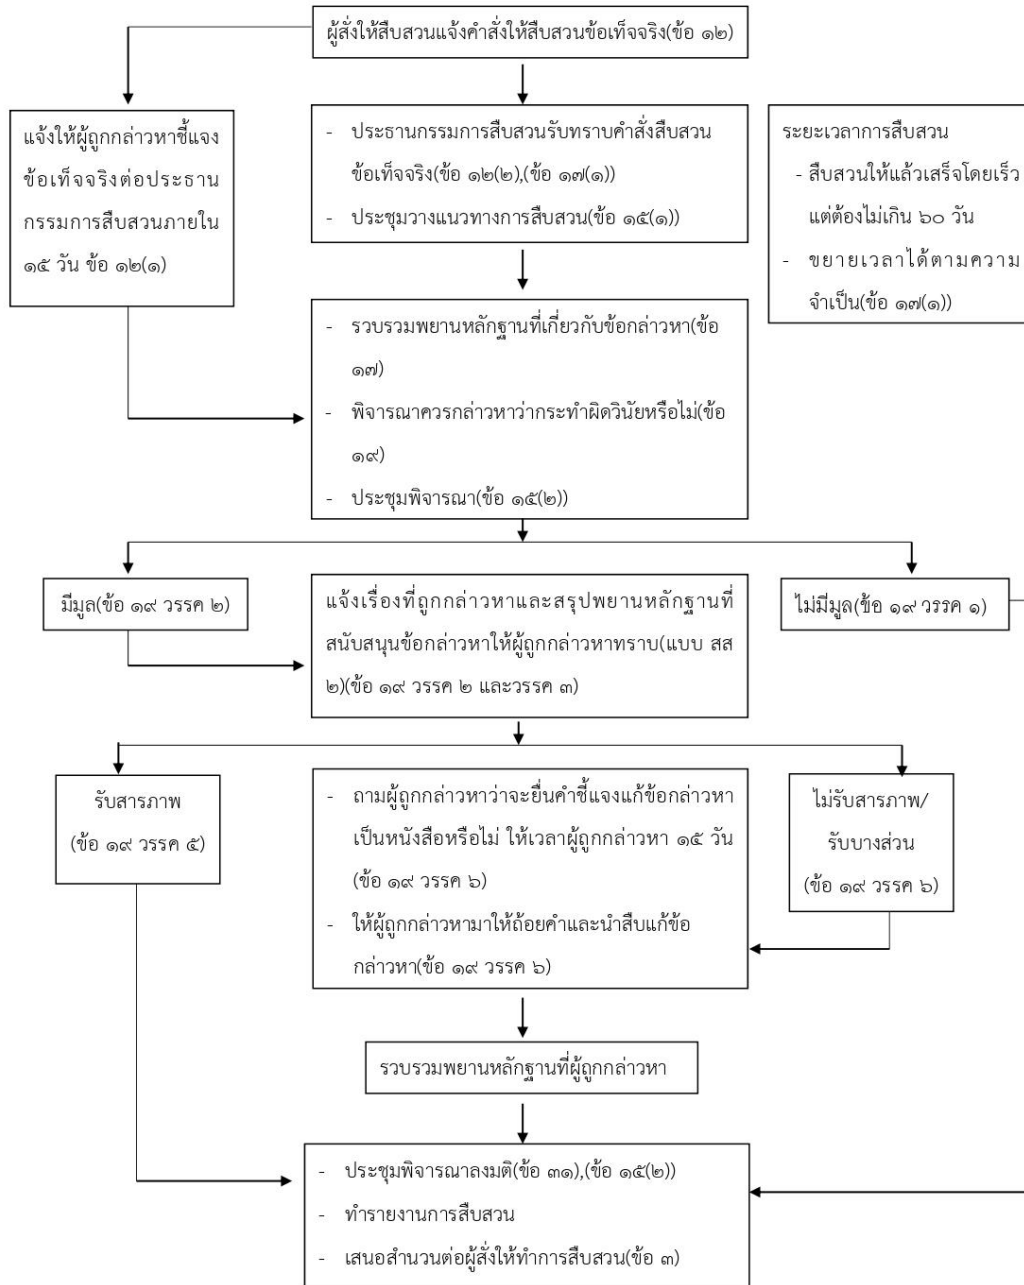 ผู้สั่งให้สืบสวนแจ้งคำสั่งให้สืบสวนข้อเท็จจริง(ข้อ ๑๒)
แจ้งให้ผู้ถูกกล่าวหาชี้แจง
ข้อเท็จจริงต่อประธาน
กรรมการสืบสวนภายใน
๑๕ วัน ข้อ ๑๒(๑)
- ประธานกรรมการสืบสวนรับทราบคำสั่งสืบสวน
ข้อเท็จจริง(ข้อ ๑๒(๒),(ข้อ ๑๗(๑))
- ประชุมวางแนวทางการสืบสวน(ข้อ ๑๕(๑))
ระยะเวลาการสืบสวน
- สืบสวนให้แล้วเสร็จโดยเร็ว
แต่ต้องไม่เกิน ๖๐ วัน
- ขยายเวลาได้ตามความ
จำเป็น(ข้อ ๑๗(๑))
- รวบรวมพยานหลักฐานที่เกี่ยวกับข้อกล่าวหา(ข้อ
๑๗)
- พิจารณาควรกล่าวหาว่ากระทำผิดวินัยหรือไม่(ข้อ
๑๙)
- ประชุมพิจารณา(ข้อ ๑๕(๒))
มีมูล(ข้อ ๑๙ วรรค ๒)
แจ้งเรื่องที่ถูกกล่าวหาและสรุปพยานหลักฐานที่
สนับสนุนข้อกล่าวหาให้ผู้ถูกกล่าวหาทราบ(แบบ สส
๒)(ข้อ ๑๙ วรรค ๒ และวรรค ๓)
ไม่มีมูล(ข้อ ๑๙ วรรค ๑)
รับสารภาพ
(ข้อ ๑๙ วรรค ๕)
- ถามผู้ถูกกล่าวหาว่าจะยื่นคำชี้แจงแก้ข้อกล่าวหา
เป็นหนังสือหรือไม่ ให้เวลาผู้ถูกกล่าวหา ๑๕ วัน
(ข้อ ๑๙ วรรค ๖)
- ให้ผู้ถูกกล่าวหามาให้ถ้อยคำและนำสืบแก้ข้อ
กล่าวหา(ข้อ ๑๙ วรรค ๖)
ไม่รับสารภาพ/
รับบางส่วน
(ข้อ ๑๙ วรรค ๖)
รวบรวมพยานหลักฐานที่ผู้ถูกกล่าวหา
- ประชุมพิจารณาลงมติ(ข้อ ๓๑),(ข้อ ๑๕(๒))
- ทำรายงานการสืบสวน
- เสนอสำนวนต่อผู้สั่งให้ทำการสืบสวน(ข้อ ๓)